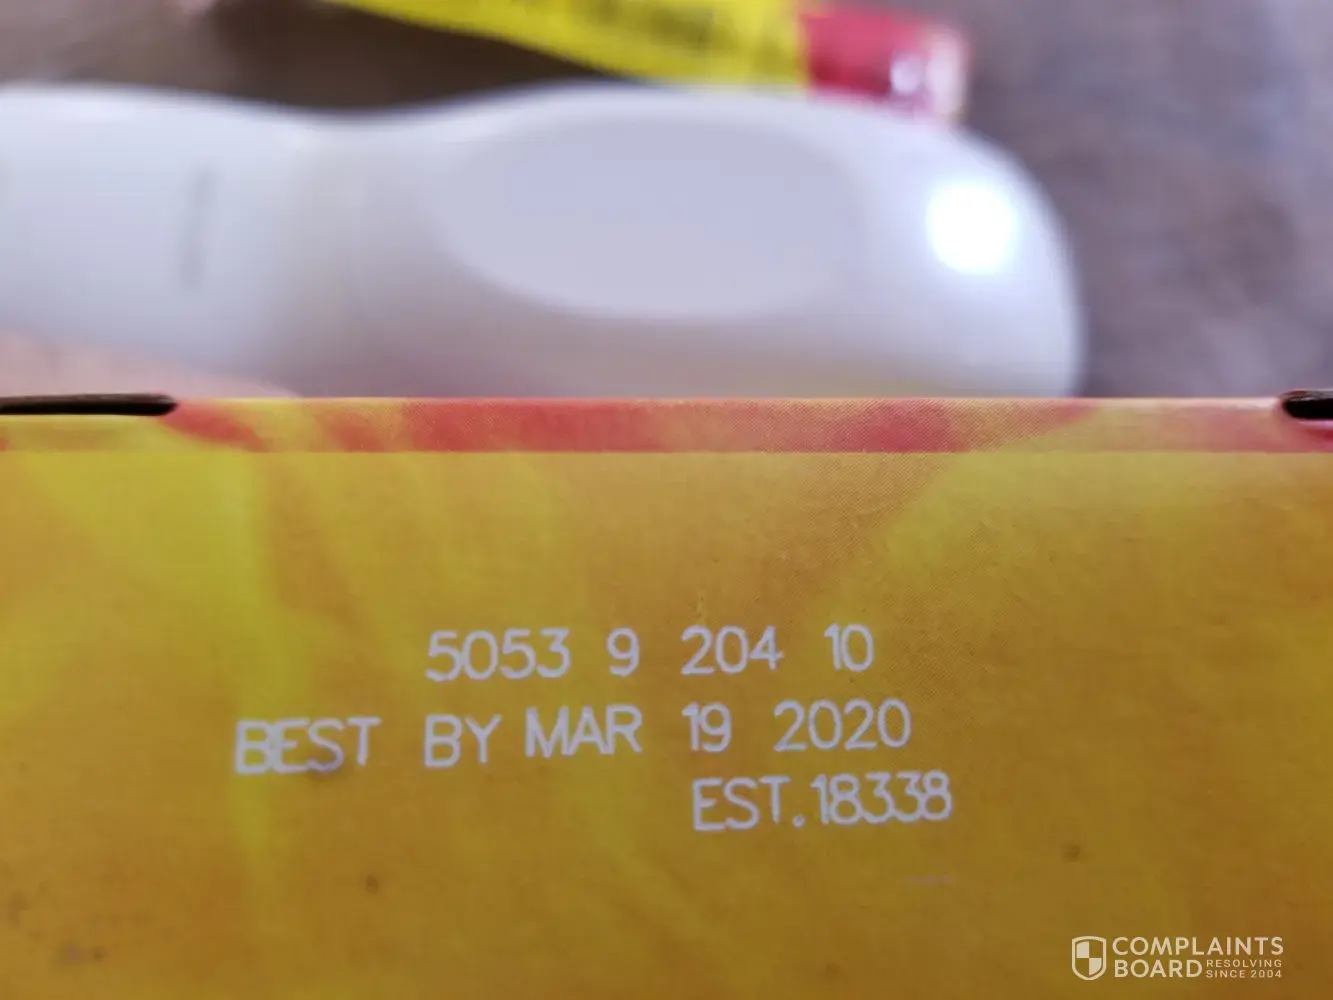 5053 9 204 10
BEST BY MAR 19 2020
EST.18338
COMPLAINTS
BOARD RESOLVING
SINCE 2004